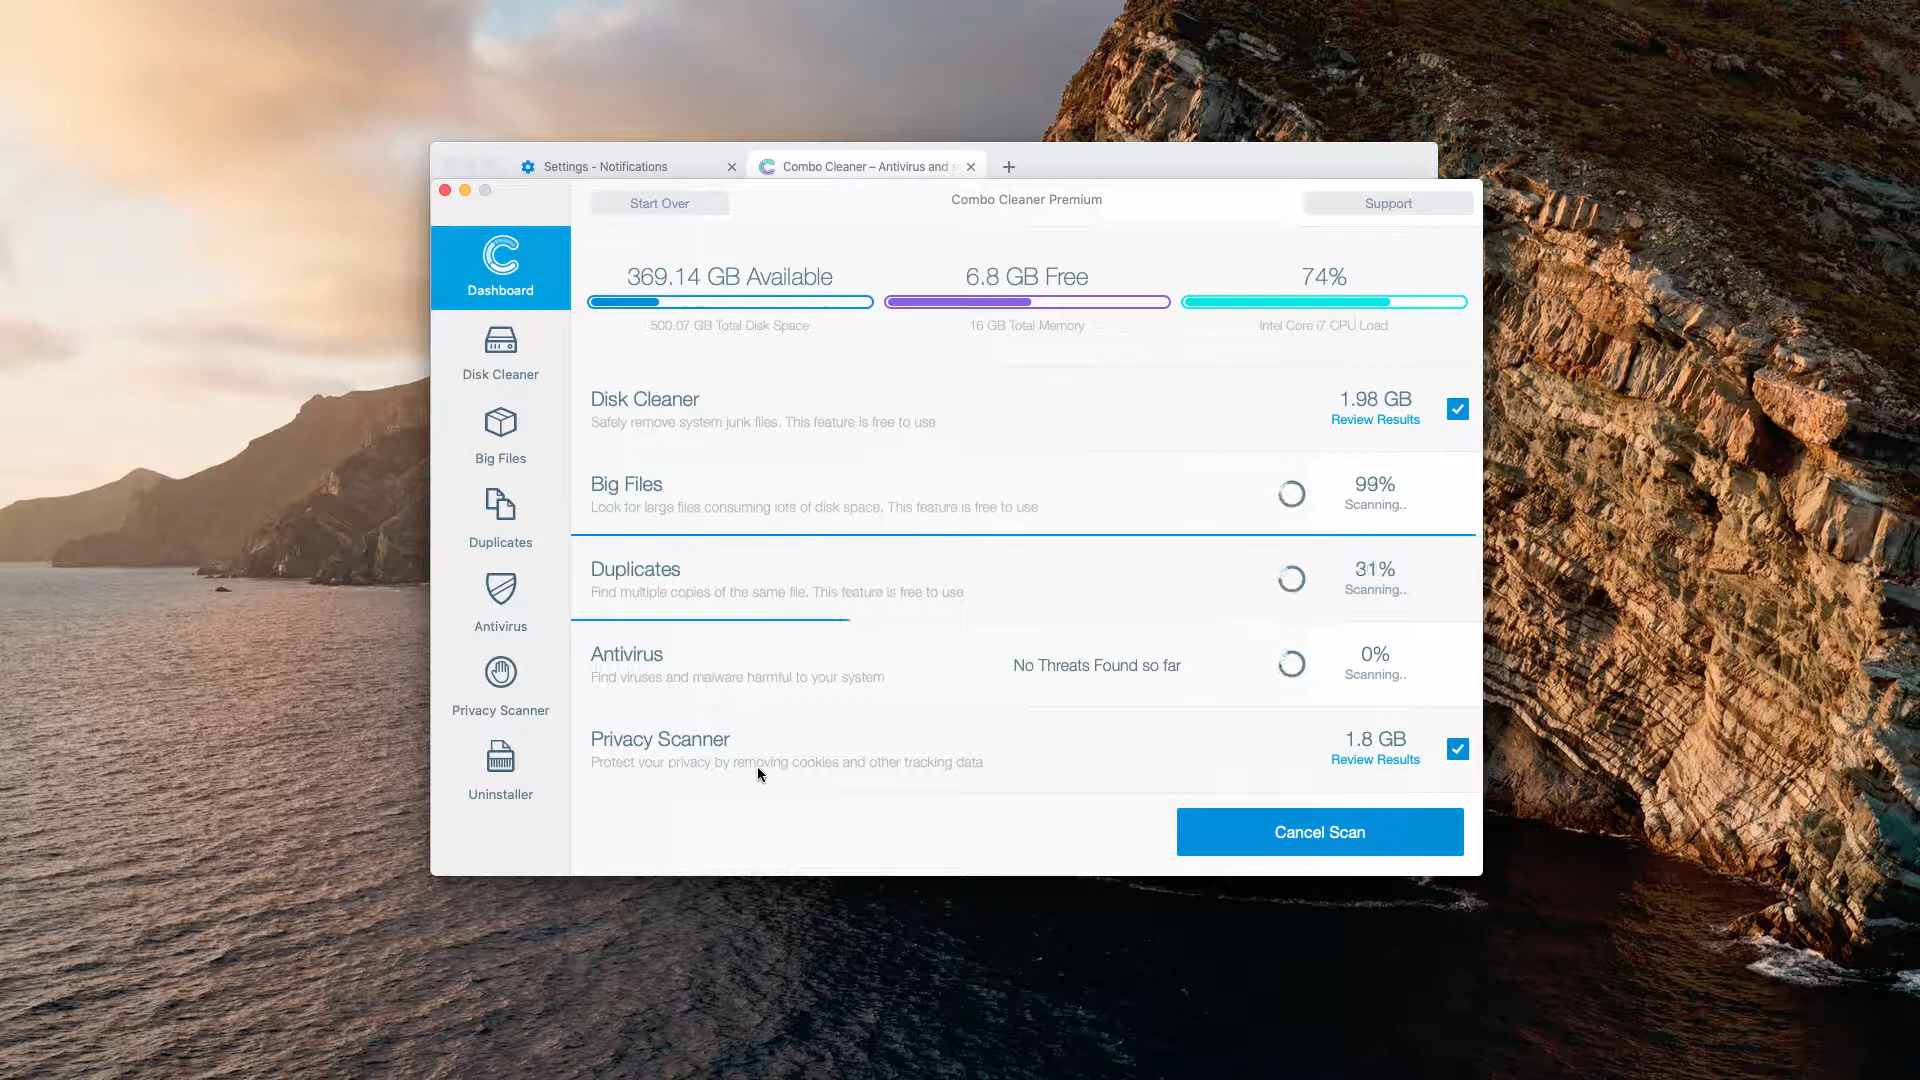 Settings - Notifications
Combo Cleaner – Antivirus and s
Start Over
Combo Cleaner Premium
Support
Dashboard
369.14 GB Available
6.8 GB Free
74%
500.07 GB Total Disk Space
16 GB Total Memory
Intel Core i7 CPU Load
Disk Cleaner
Big Files
Duplicates
Antivirus
Privacy Scanner
Uninstaller
Disk Cleaner
1.98 GB
Safely remove system junk files. This feature is free to use
Review Results
Big Files
99%
Look for large files consuming lots of disk space. This feature is free to use
Scanning..
Duplicates
31%
Find multiple copies of the same file. This feature is free to use
Scanning..
Antivirus
No Threats Found so far
0%
Find viruses and malware harmful to your system
Scanning..
Privacy Scanner
1.8 GB
Protect your privacy by removing cookies and other tracking data
Review Results
Cancel Scan